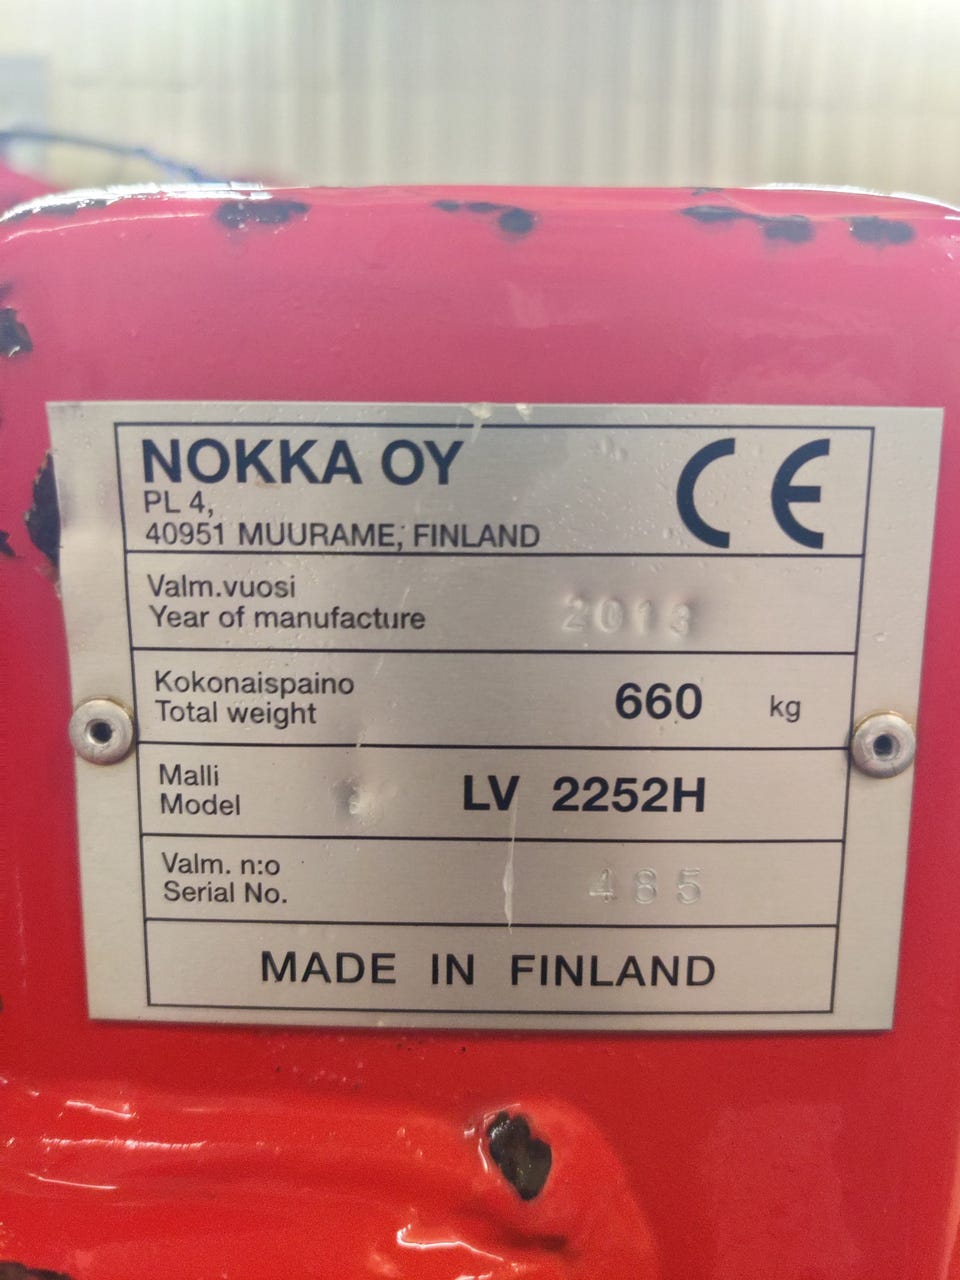 NOKKA OY
CE
PL 4,
40951 MUURAME, FINLAND
Valm.vuosi
Year of manufacture 2013
Kokonaispaino
Total weight 660 kg
Malli
Model LV 2252H
Valm. n:o
Serial No. 485
MADE IN FINLAND